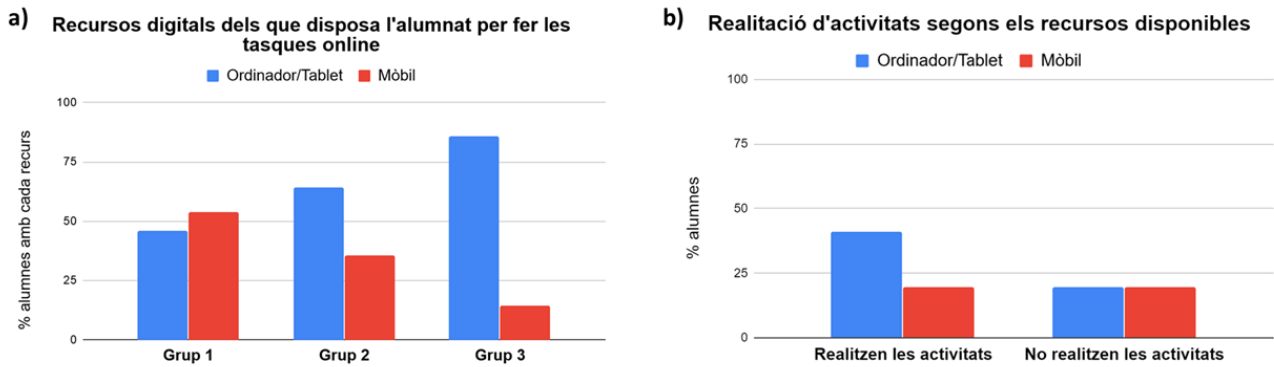 a)
Recursos digitals dels que disposa l'alumnat per fer les
tasques online
Ordinador/Tablet Mòbil
% alumnes amb cada recurs
100
75
50
25
0
Grup 1 Grup 2 Grup 3
b)
Realitació d'activitats segons els recursos disponibles
Ordinador/Tablet Mòbil
% alumnes
100
75
50
25
0
Realitzen les activitats No realitzen les activitats